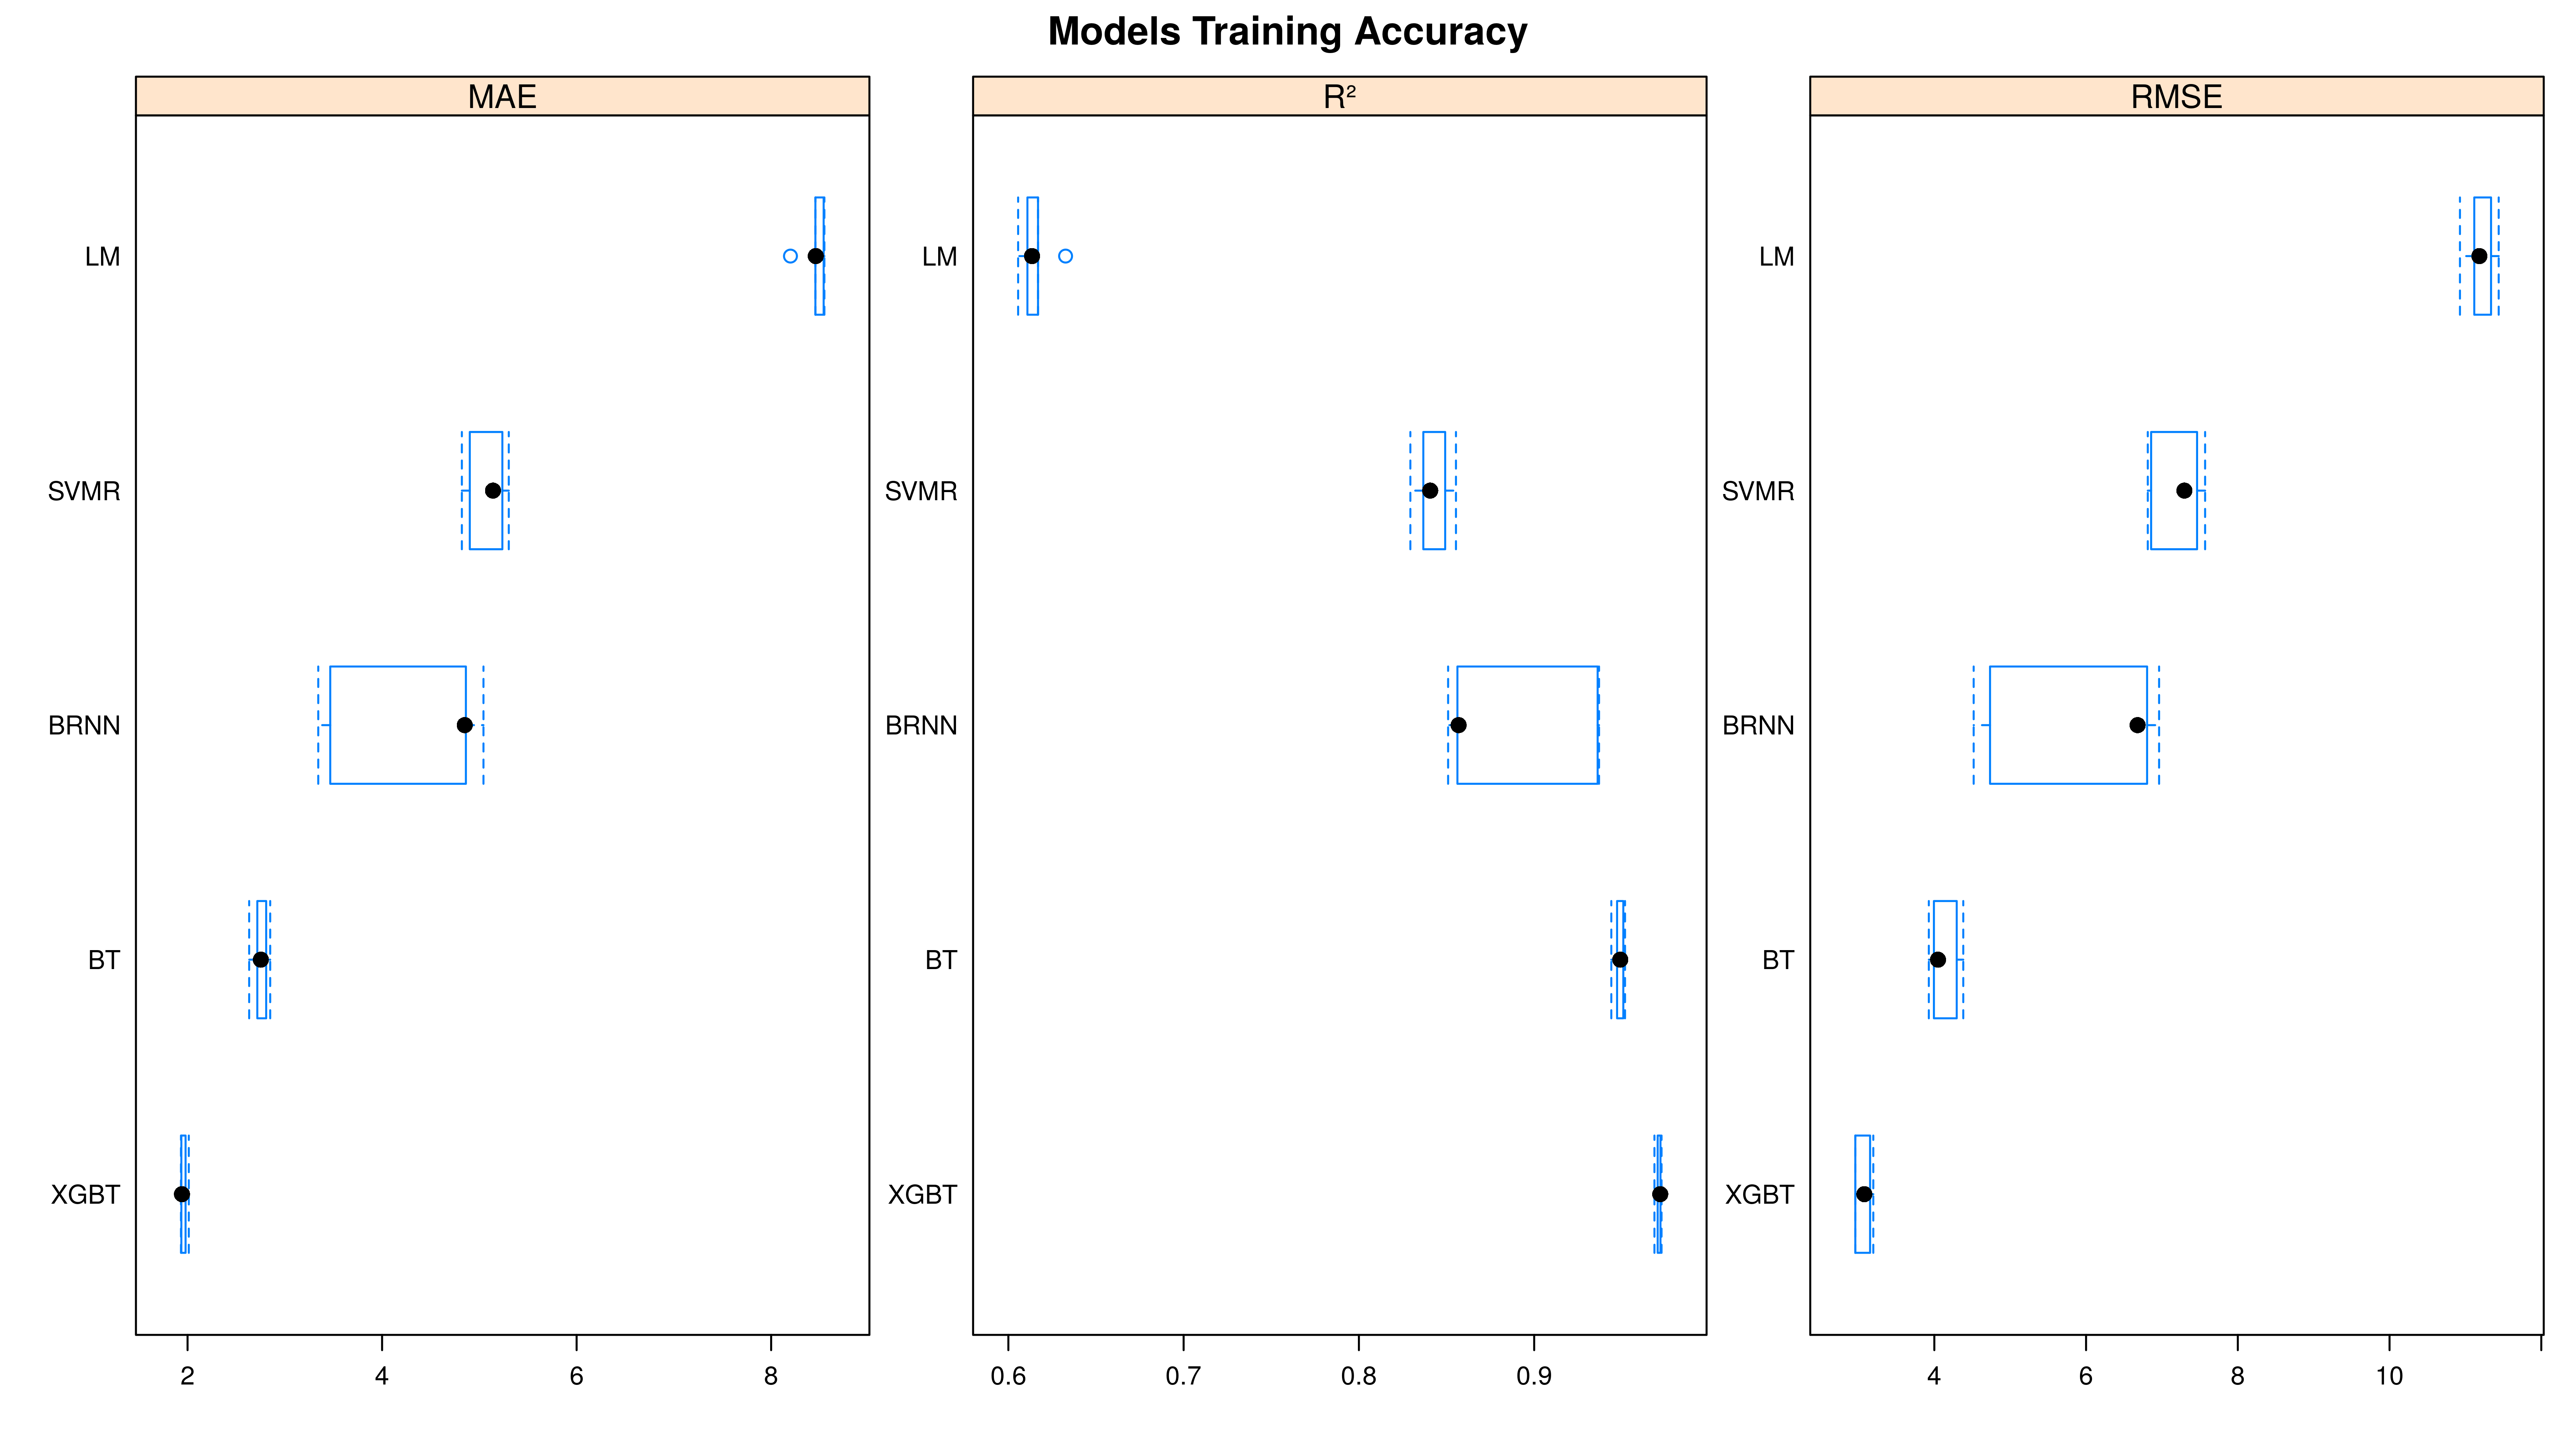 Models Training Accuracy
MAE
R²
RMSE
LM
LM
LM
SVMR
SVMR
SVMR
BRNN
BRNN
BRNN
BT
BT
BT
XGBT
XGBT
XGBT
2 4 6 8
0.6 0.7 0.8 0.9
4 6 8 10